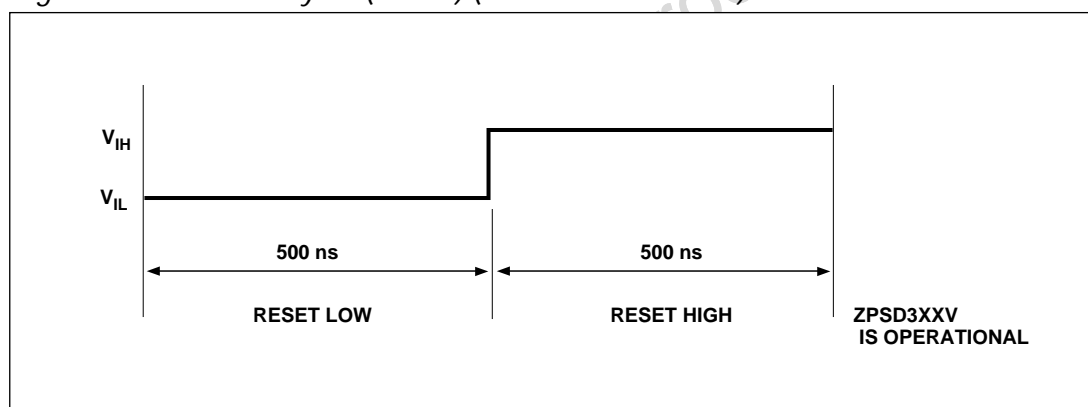 V_IH
V_IL
500 ns
500 ns
RESET LOW
RESET HIGH
ZPSD3XXV
IS OPERATIONAL